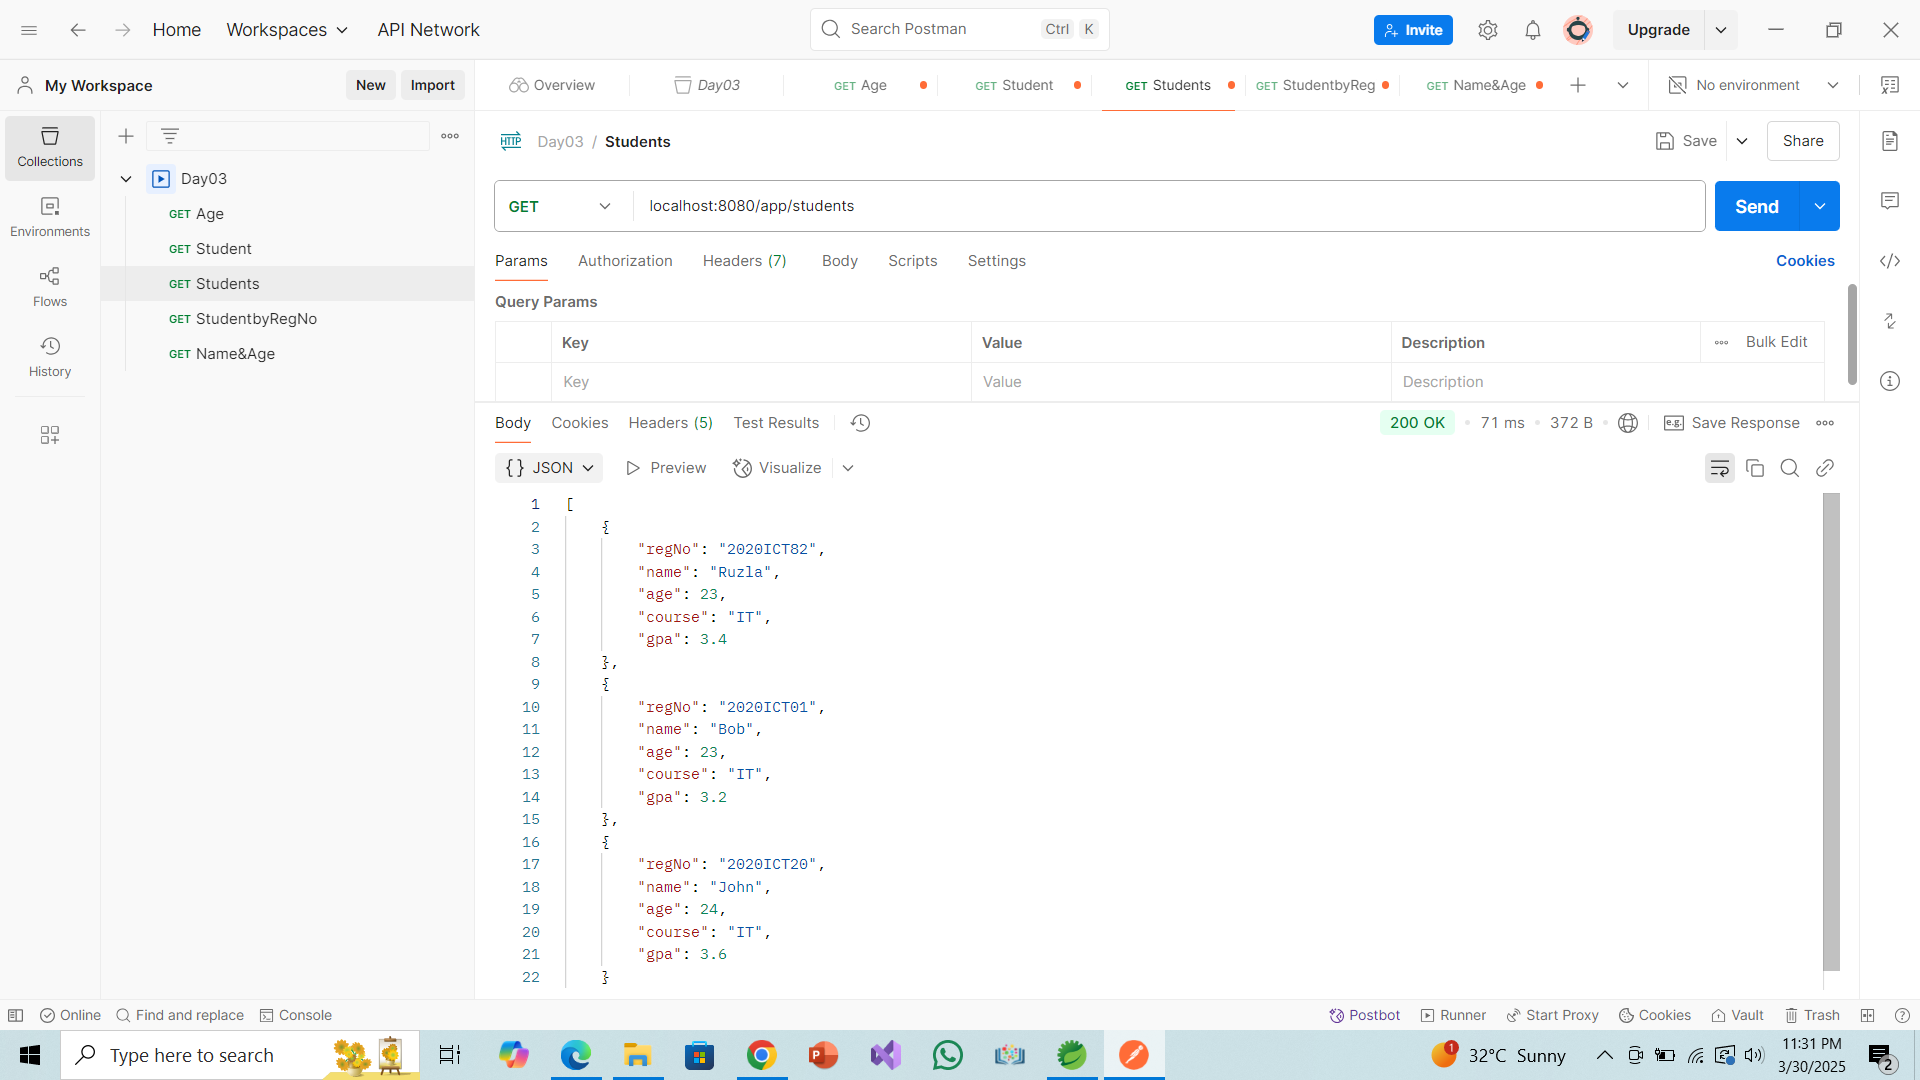 Home Workspaces API Network Search Postman Ctrl K Invite Upgrade
My Workspace New Import Overview Day03 GET Age GET Student GET Students GET StudentbyReg GET Name&Age No environment
Collections
Environments
Flows
History
Day03
GET Age
GET Student
GET Students
GET StudentbyRegNo
GET Name&Age
HTTP Day03 / Students Save Share
GET localhost:8080/app/students Send
Params Authorization Headers (7) Body Scripts Settings Cookies
Query Params
Key Value Description Bulk Edit
Key Value Description
Body Cookies Headers (5) Test Results 200 OK 71 ms 372 B e.g. Save Response
{} JSON Preview Visualize
1 [
2 {
3 "regNo": "2020ICT82",
4 "name": "Ruzla",
5 "age": 23,
6 "course": "IT",
7 "gpa": 3.4
8 },
9 {
10 "regNo": "2020ICT01",
11 "name": "Bob",
12 "age": 23,
13 "course": "IT",
14 "gpa": 3.2
15 },
16 {
17 "regNo": "2020ICT20",
18 "name": "John",
19 "age": 24,
20 "course": "IT",
21 "gpa": 3.6
22 }
Online Find and replace Console Postbot Runner Start Proxy Cookies Vault Trash
Type here to search 1 32°C Sunny 11:31 PM
3/30/2025 2